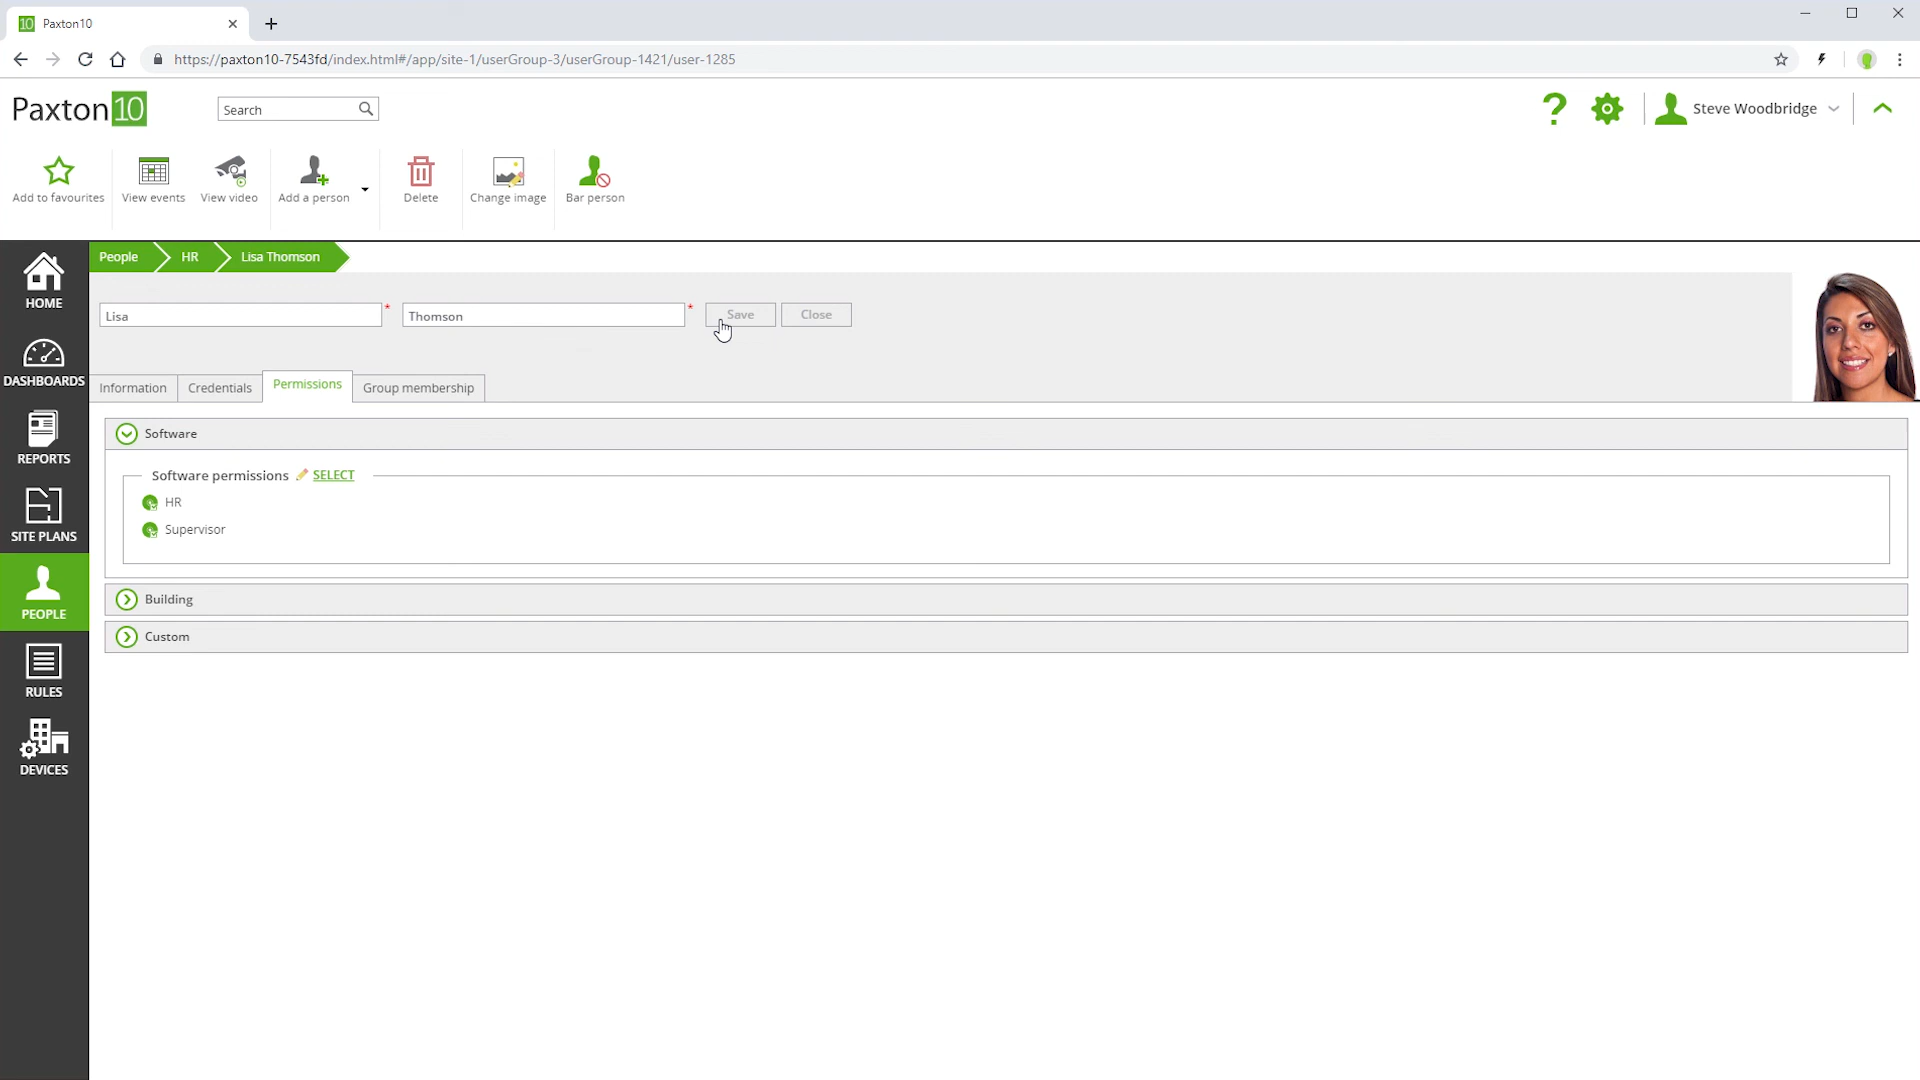 10 Paxton10
https://paxton10-7543fd/index.html#/app/site-1/userGroup-3/userGroup-1421/user-1285
Paxton 10
Search
? Steve Woodbridge
Add to favourites
View events
View video
Add a person
Delete
Change image
Bar person
People
HR
Lisa Thomson
HOME
DASHBOARDS
REPORTS
SITE PLANS
PEOPLE
RULES
DEVICES
Lisa *
Thomson *
Save
Close
Information
Credentials
Permissions
Group membership
Software
Software permissions SELECT
HR
Supervisor
Building
Custom